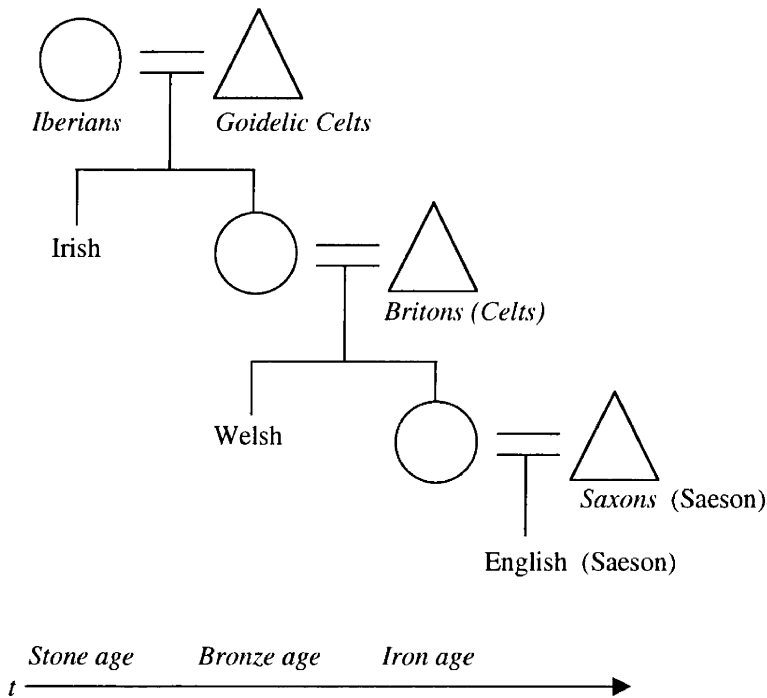 Iberians
Goidelic Celts
Irish
Britons (Celts)
Welsh
Saxons (Saeson)
English (Saeson)
Stone age Bronze age Iron age
t